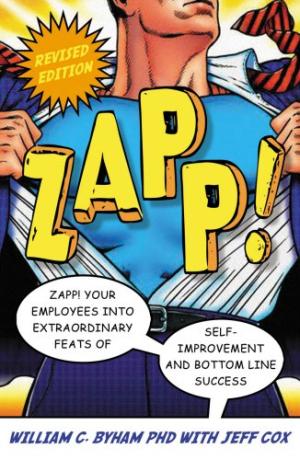 REVISED
EDITION
ZAPP!
ZAPP! YOUR
EMPLOYEES INTO
EXTRAORDINARY
FEATS OF
SELF-
IMPROVEMENT
AND BOTTOM LINE
SUCCESS
WILLIAM C. BYHAM PHD WITH JEFF COX